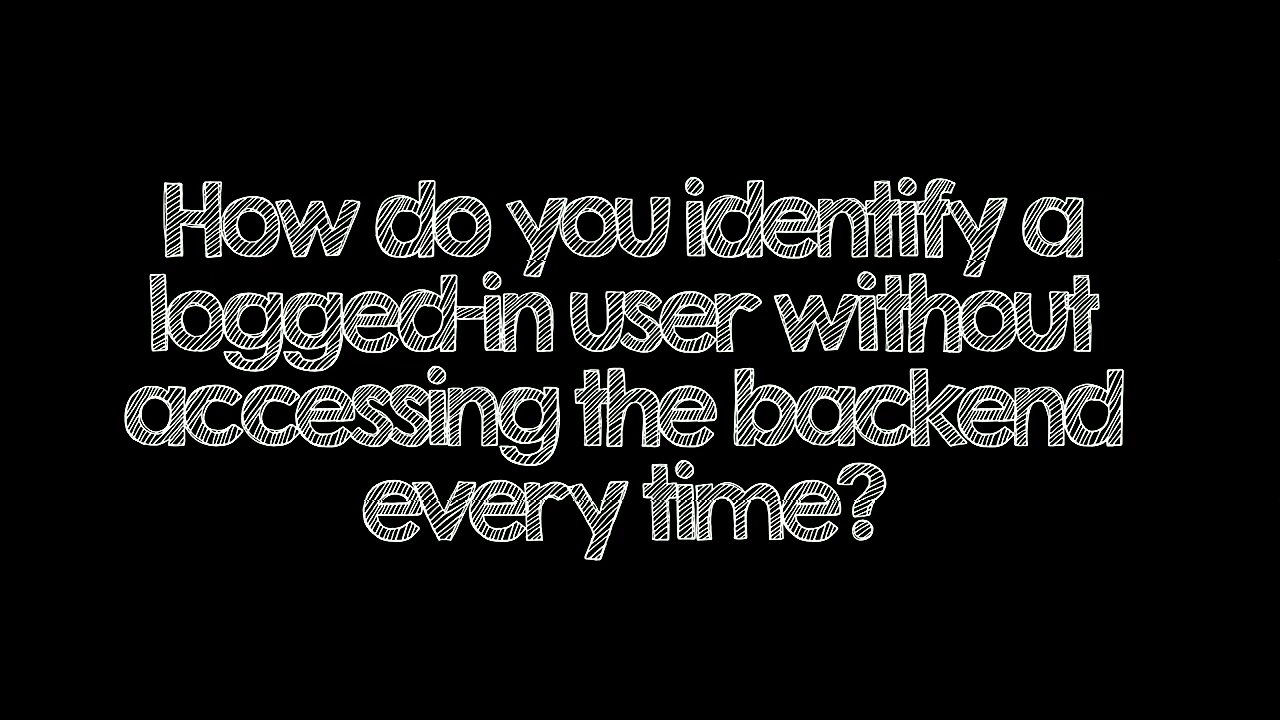 How do you identify a
logged-in user without
accessing the backend
every time?